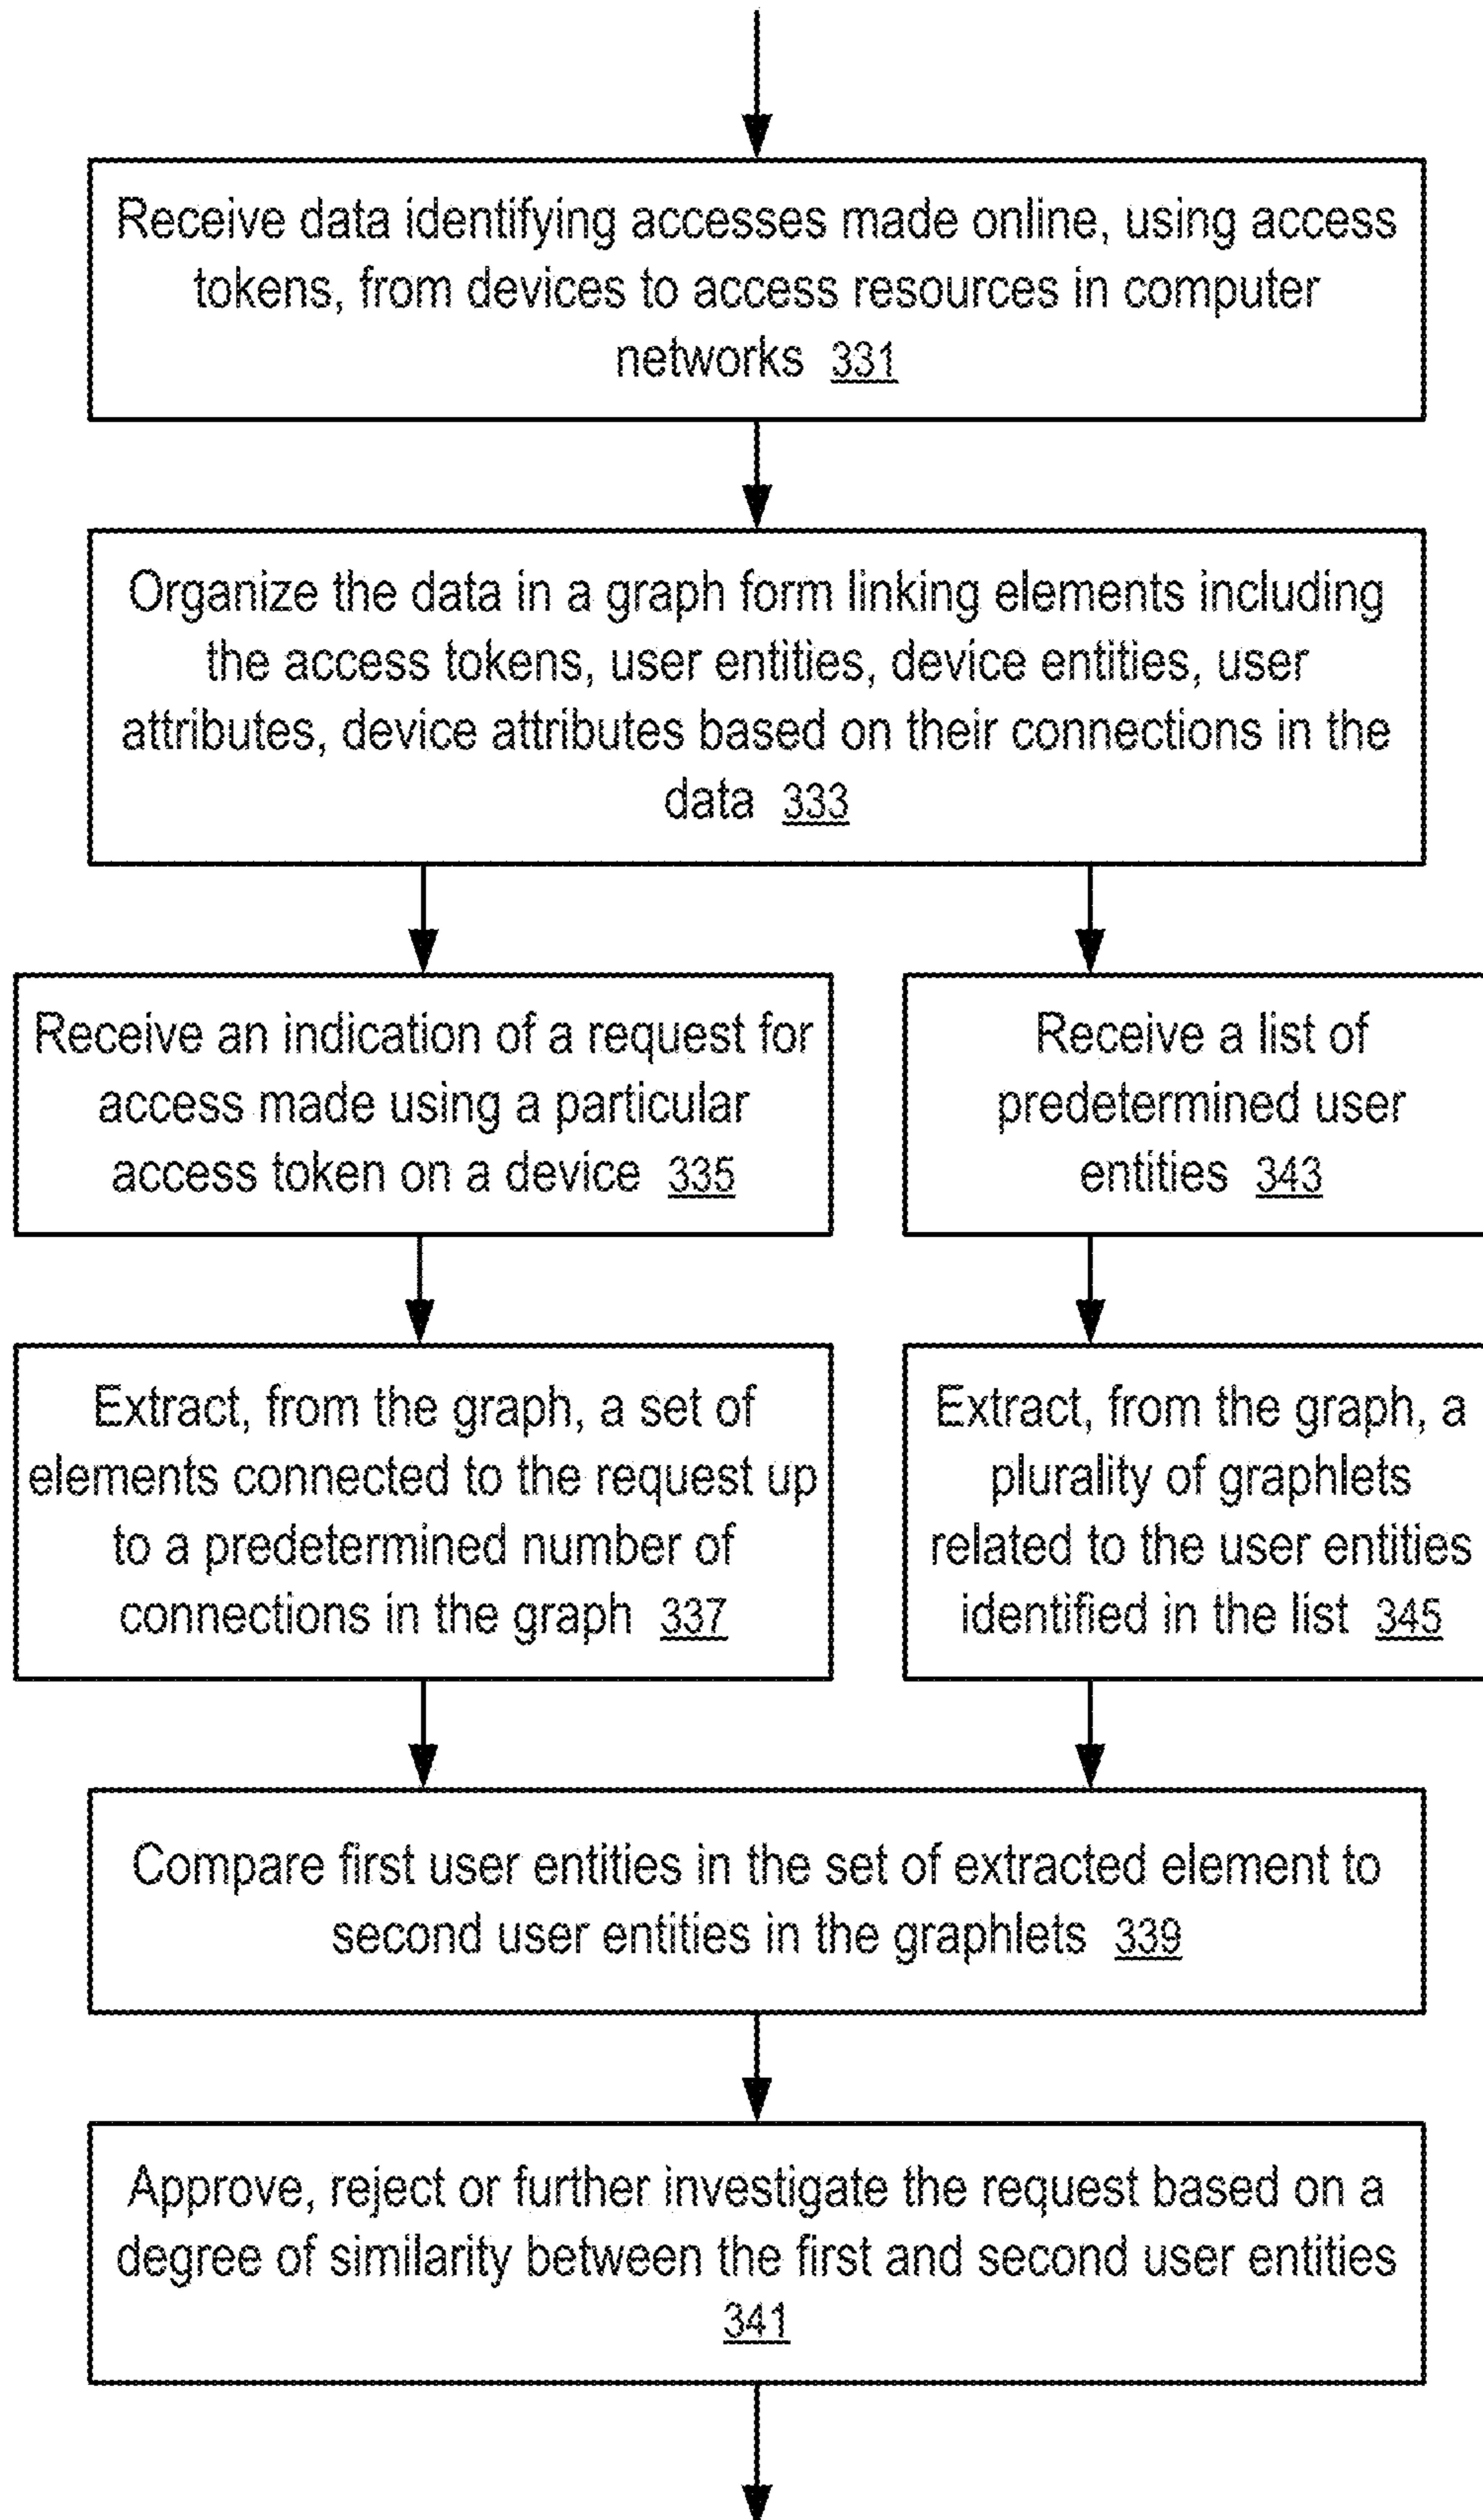 Receive data identifying accesses made online, using access
tokens, from devices to access resources in computer
networks 331
Organize the data in a graph form linking elements including
the access tokens, user entities, device entities, user
attributes, device attributes based on their connections in the
data 333
Receive an indication of a request for
access made using a particular
access token on a device 335
Receive a list of
predetermined user
entities 343
Extract, from the graph, a set of
elements connected to the request up
to a predetermined number of
connections in the graph 337
Extract, from the graph, a
plurality of graphlets
related to the user entities
identified in the list 345
Compare first user entities in the set of extracted element to
second user entities in the graphlets 339
Approve, reject or further investigate the request based on a
degree of similarity between the first and second user entities
341